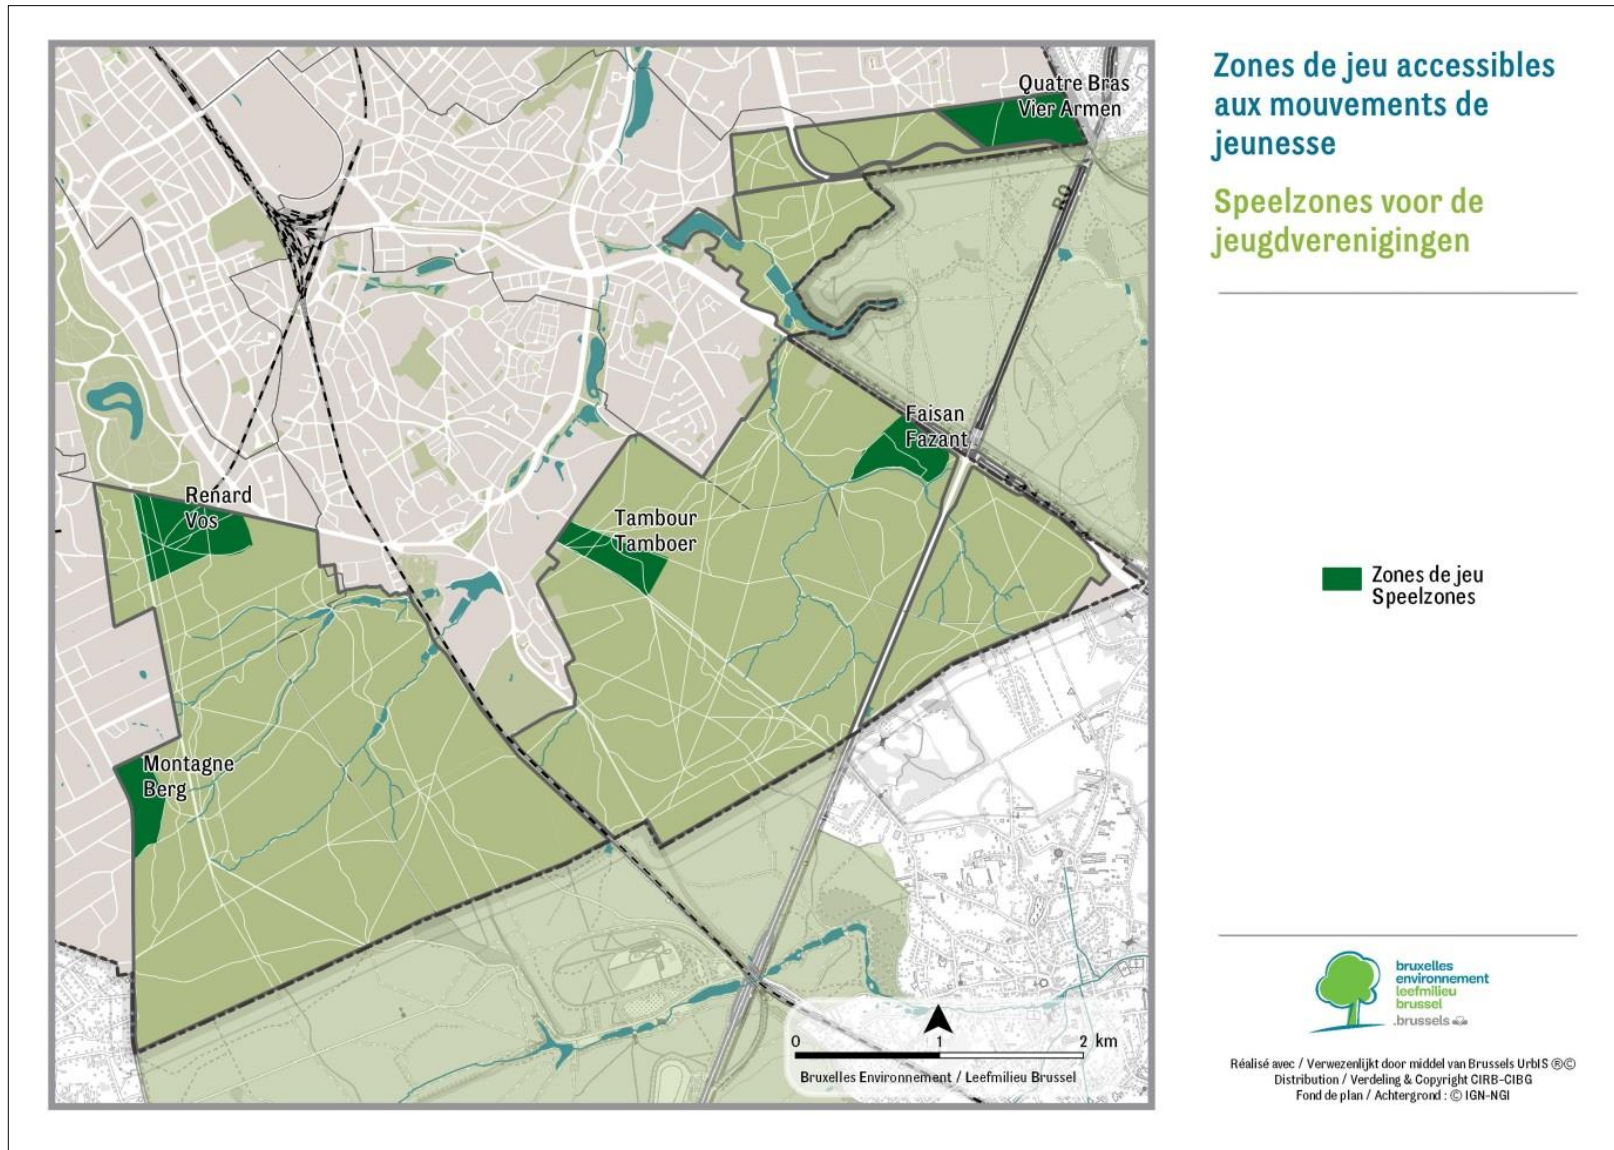 Quatre Bras
Vier Armen
RO
Faisan
Fazant
Renard
Vos
Tambour
Tamboer
Montagne
Berg
0 1 2 km
Bruxelles Environnement / Leefmilieu Brussel
Zones de jeu accessibles
aux mouvements de
jeunesse
Speelzones voor de
jeugdverenigingen
Zones de jeu
Speelzones
bruxelles
environnement
leefmilieu
brussel
.brussels
Réalisé avec / Verwezenlijkt door middel van Brussels UrbIS ®©
Distribution / Verdeling & Copyright CIRB-CIBG
Fond de plan / Achtergrond : © IGN-NGI